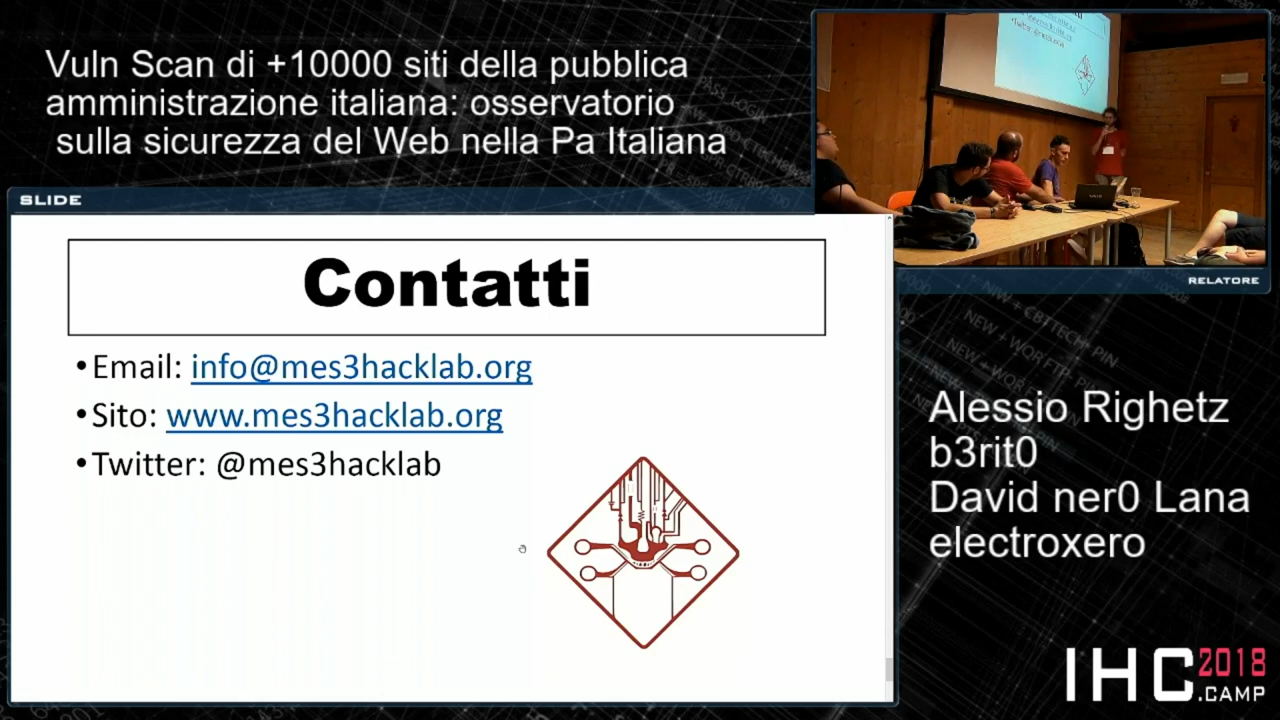 Vuln Scan di +10000 siti della pubblica
amministrazione italiana: osservatorio
sulla sicurezza del Web nella Pa Italiana
SLIDE
Contatti
•Email: info@mes3hacklab.org
•Sito: www.mes3hacklab.org
•Twitter: @mes3hacklab
RELATORE
Alessio Righetz
b3rit0
David ner0 Lana
electroxero
IHC2018
.CAMP